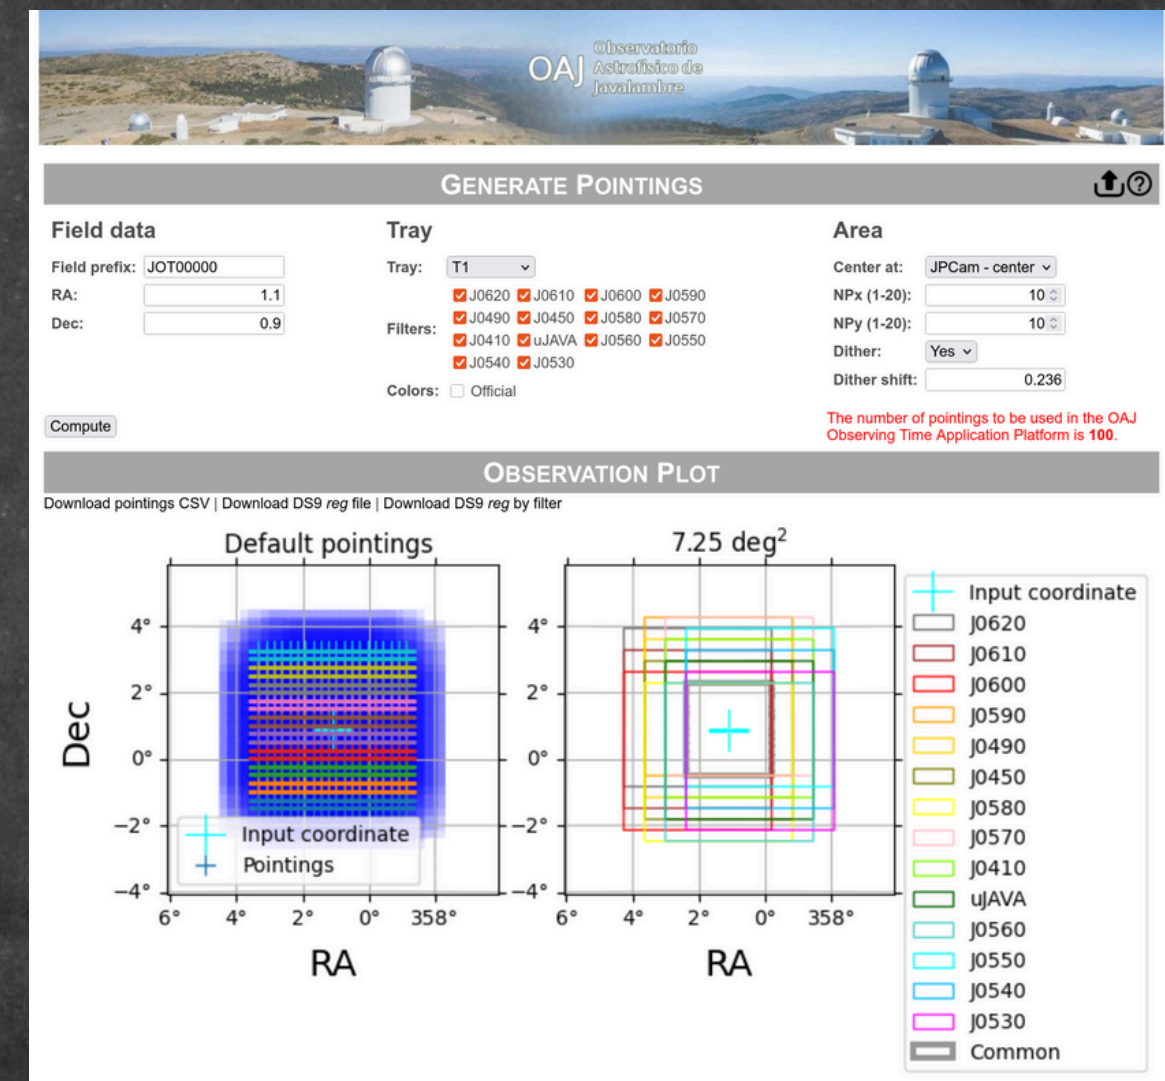 OAJ Observatorio
Astrofísico de
Javalambre
GENERATE POINTINGS
Field data
Field prefix: JOT00000
RA: 1.1
Dec: 0.9
Compute
Tray
Tray: T1
Filters:
J0620 J0610 J0600 J0590
J0490 J0450 J0580 J0570
J0410 uJAVA J0560 J0550
J0540 J0530
Colors: Official
Area
Center at: JPCam - center
NPx (1-20): 10
NPy (1-20): 10
Dither: Yes
Dither shift: 0.236
The number of pointings to be used in the OAJ
Observing Time Application Platform is 100.
OBSERVATION PLOT
Download pointings CSV | Download DS9 reg file | Download DS9 reg by filter
Default pointings
Dec
4°
2°
0°
−2°
−4°
Input coordinate
Pointings
6° 4° 2° 0° 358°
RA
7.25 deg²
4°
2°
0°
−2°
−4°
6° 4° 2° 0° 358°
RA
Input coordinate
J0620
J0610
J0600
J0590
J0490
J0450
J0580
J0570
J0410
uJAVA
J0560
J0550
J0540
J0530
Common